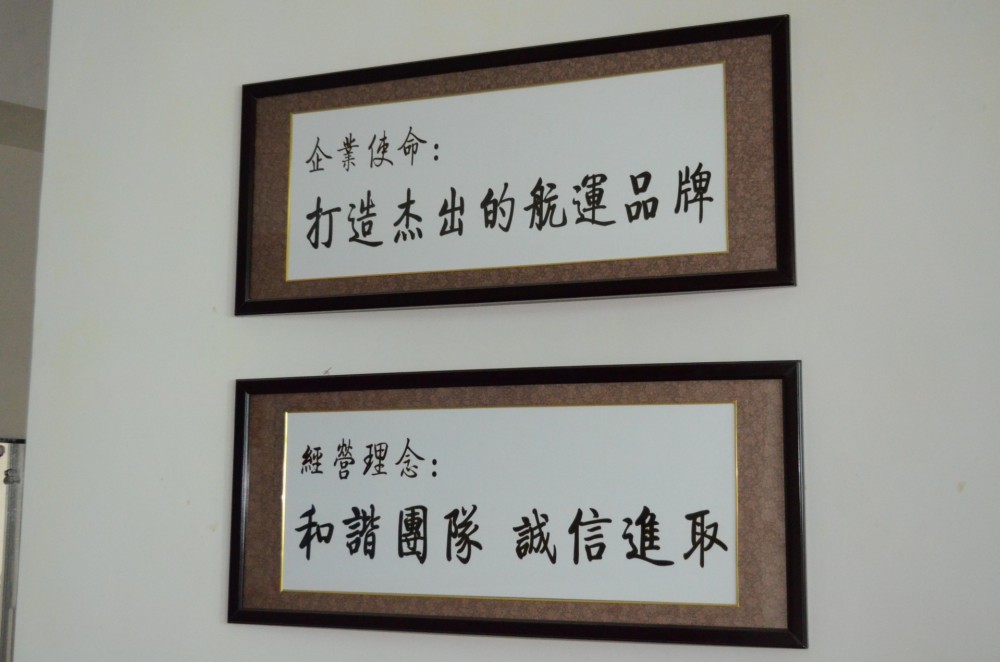 企業使命：
打造杰出的航運品牌
經營理念：
和諧團隊 誠信進取